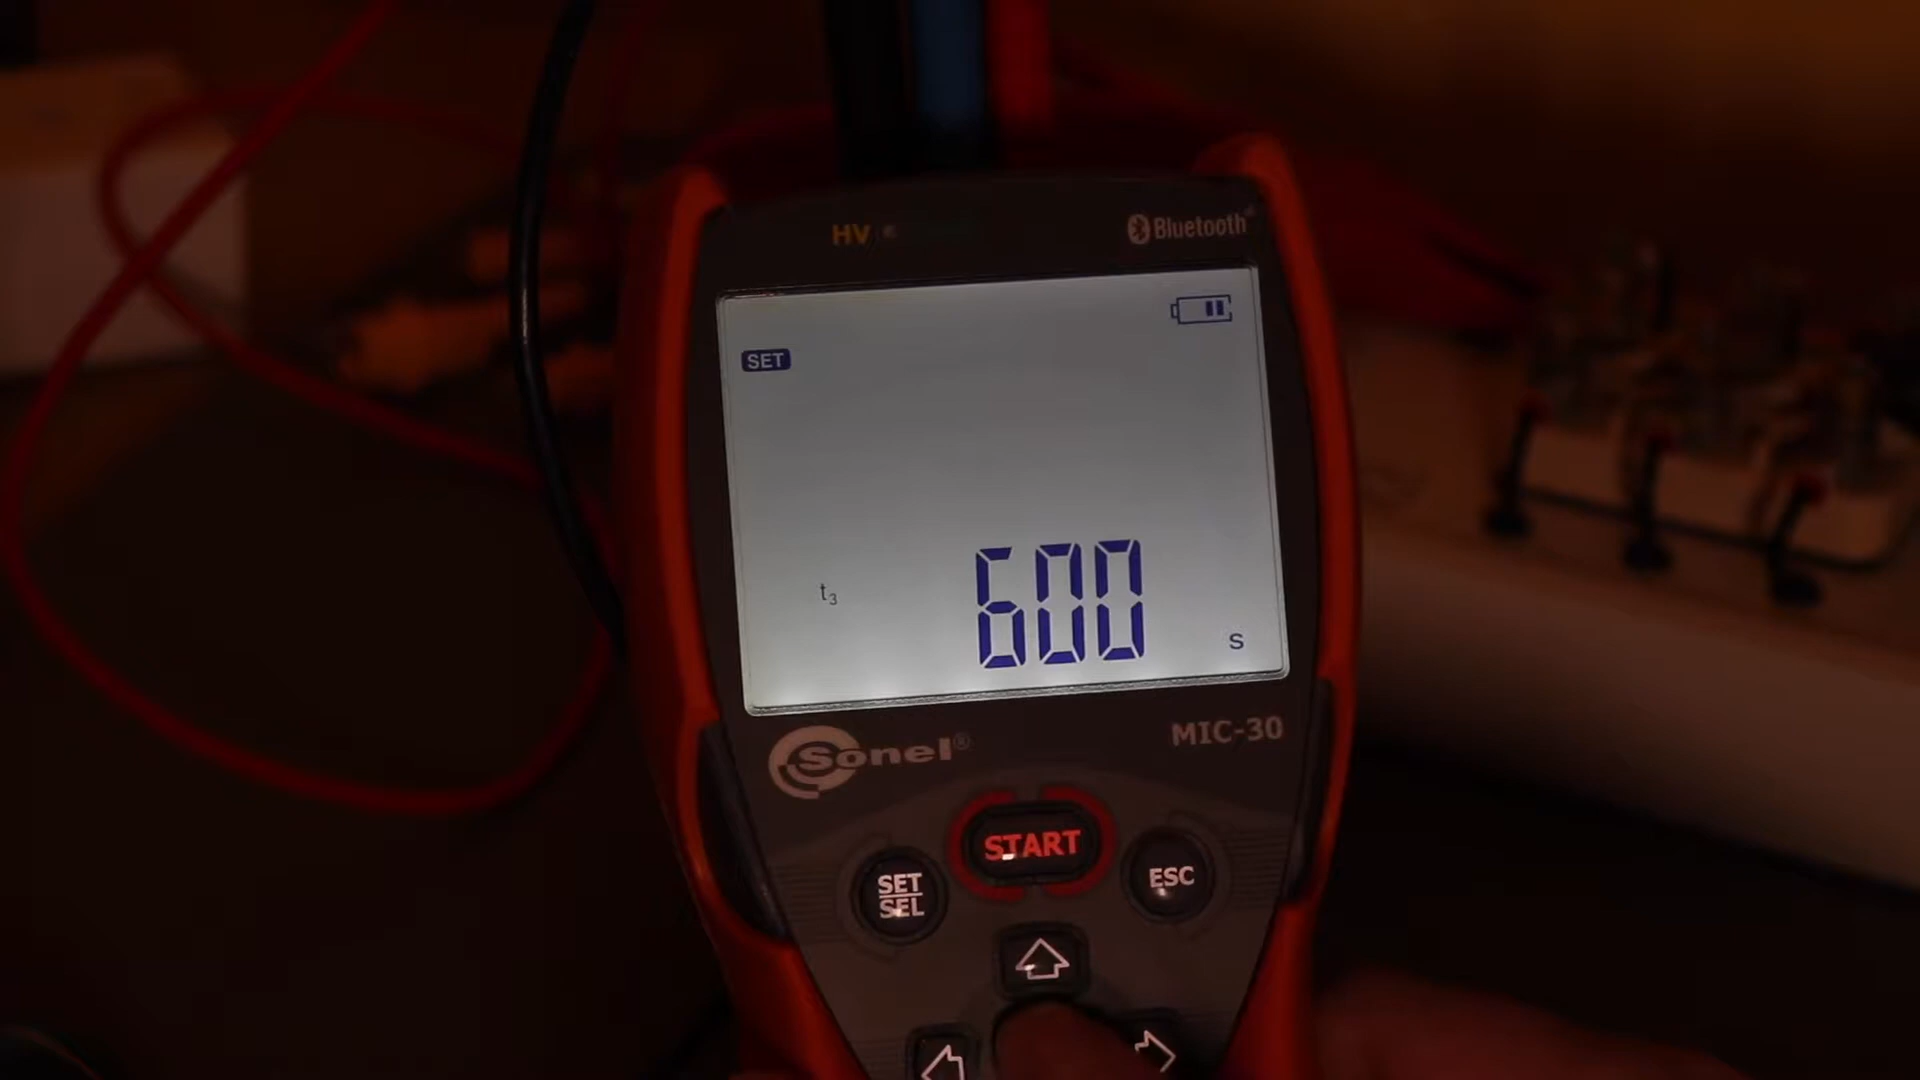 HV
Bluetooth®
SET
t₃ 600 s
Sonel®
MIC-30
START
SET
SEL
ESC